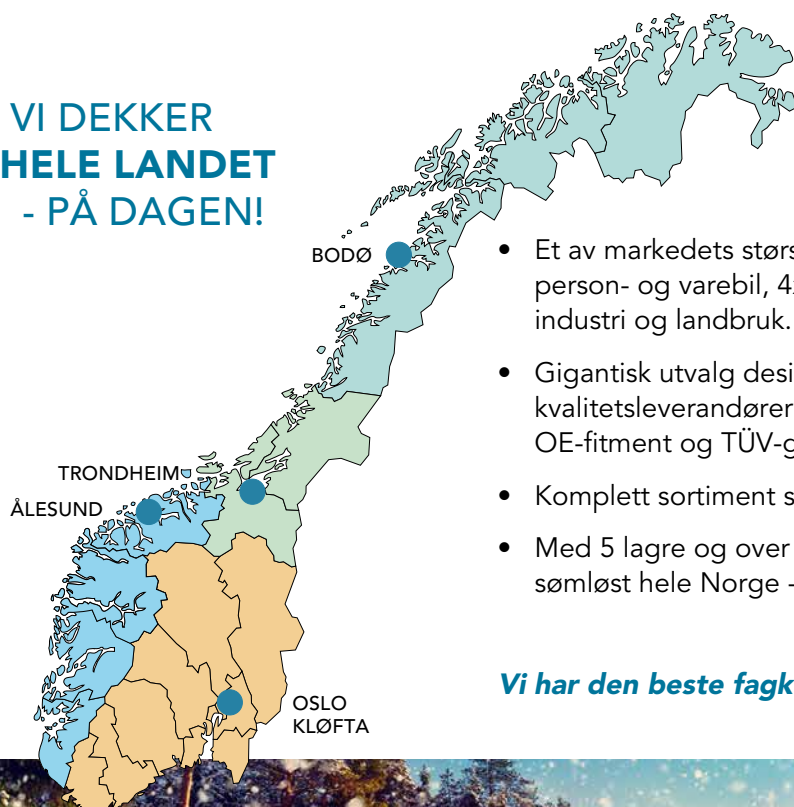 VI DEKKER
HELE LANDET
- PÅ DAGEN!
BODØ
TRONDHEIM
ÅLESUND
OSLO
KLØFTA
• Et av markedets størs
person- og varebil, 4
industri og landbruk.
• Gigantisk utvalg desi
kvalitetsleverandører
OE-fitment og TÜV-g
• Komplett sortiment s
• Med 5 lagre og over
sømløst hele Norge -
Vi har den beste fagk